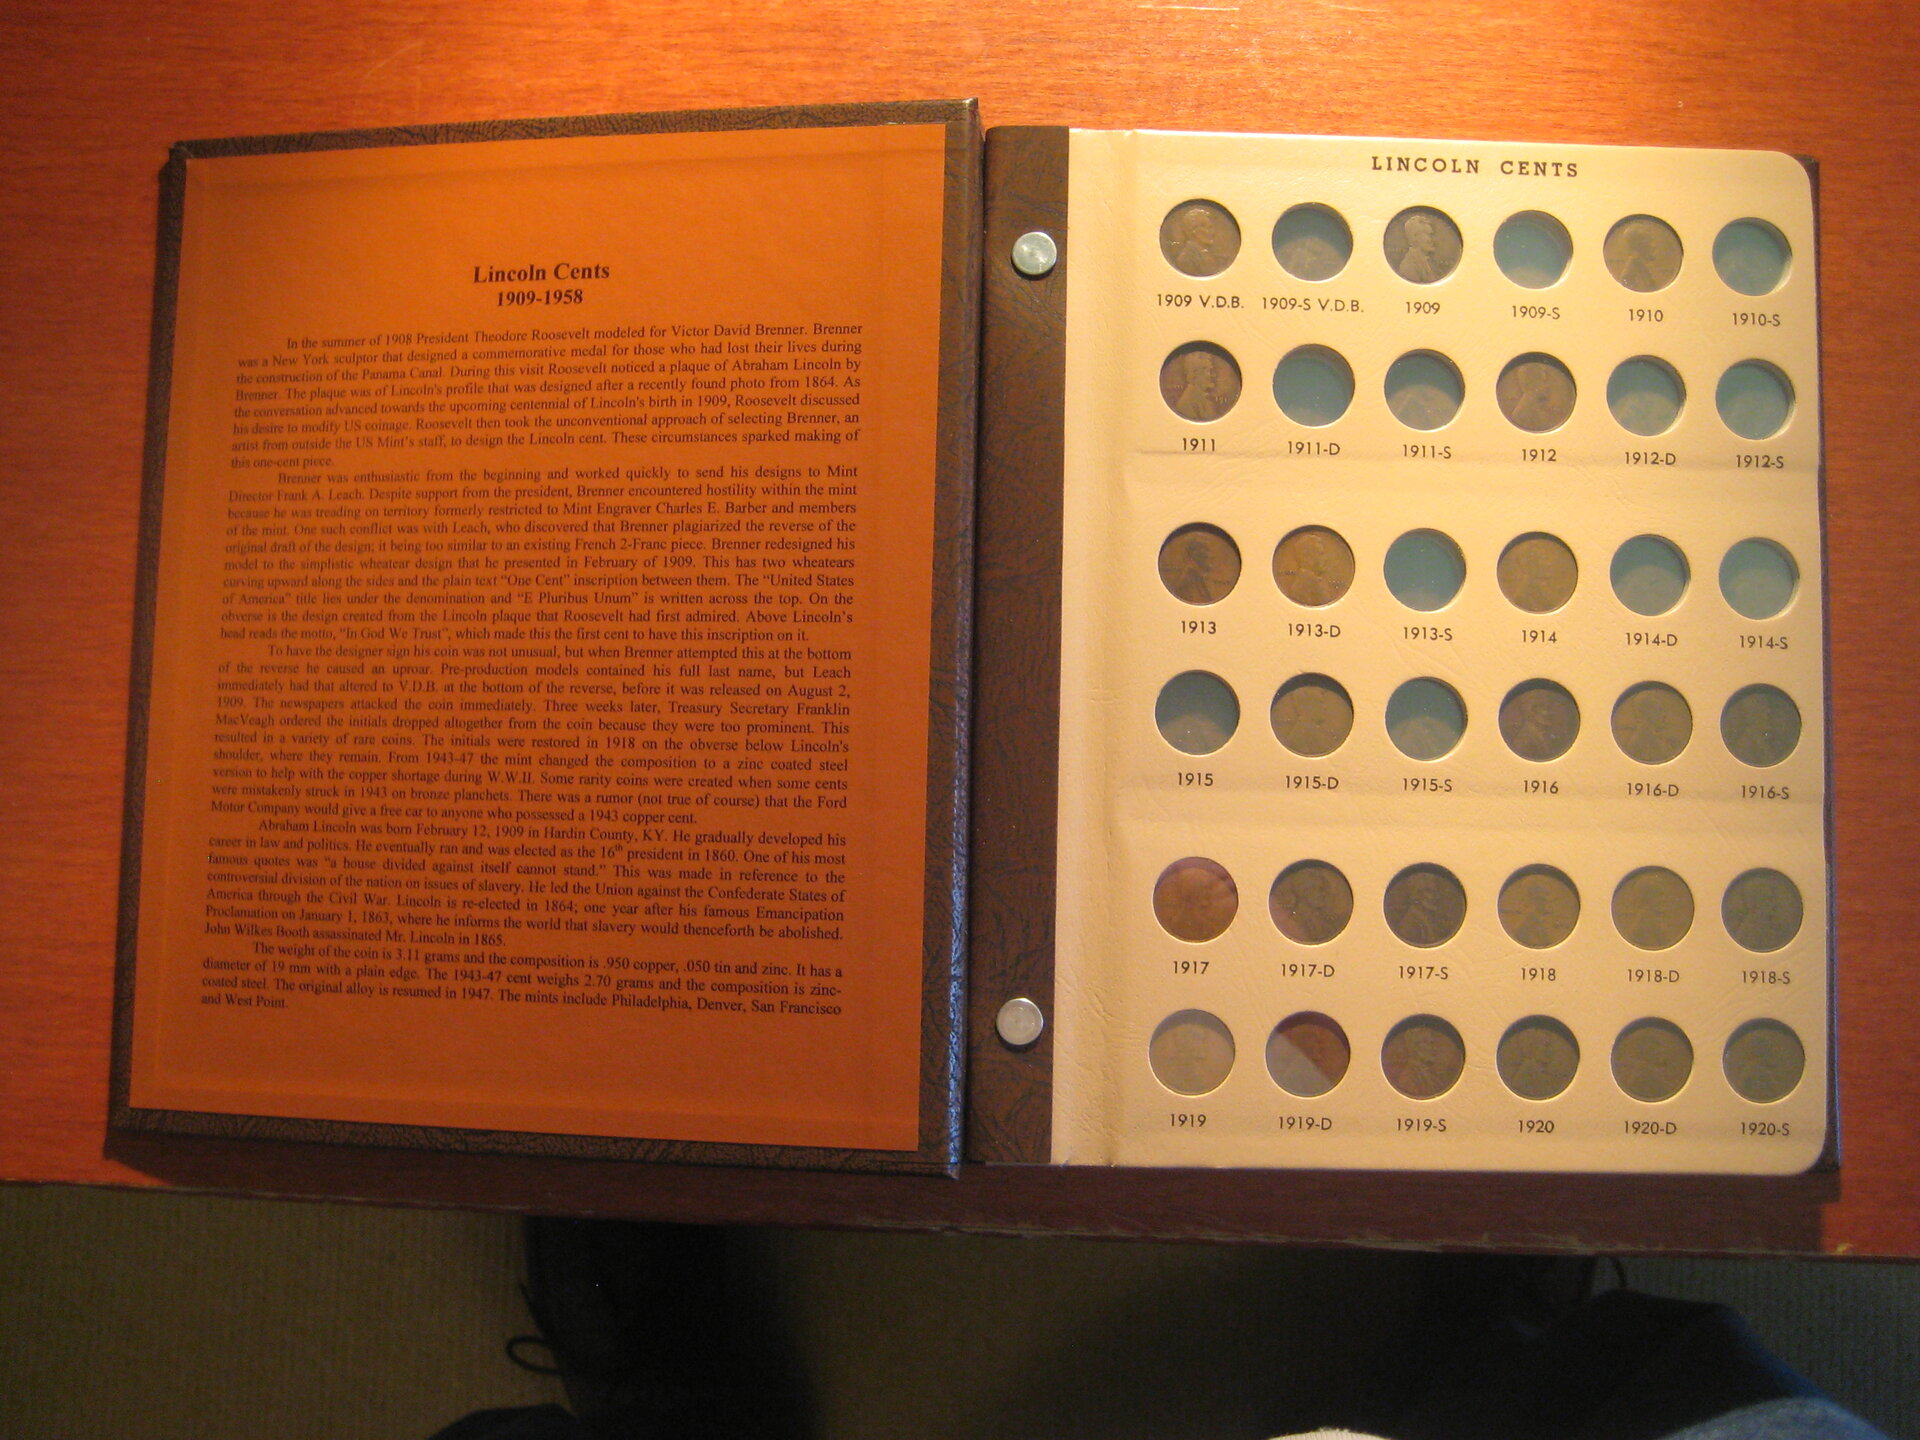 Lincoln Cents
1909-1958
In the summer of 1908 President Theodore Roosevelt modeled for Victor David Brenner. Brenner
was a New York sculptor that designed a commemorative medal for those who had lost their lives during
the construction of the Panama Canal. During this visit Roosevelt noticed a plaque of Abraham Lincoln by
Brenner. The plaque was of Lincoln's profile that was designed after a recently found photo from 1864. As
the conversation advanced towards the upcoming centennial of Lincoln's birth in 1909, Roosevelt discussed
his desire to modify US coinage. Roosevelt then took the unconventional approach of selecting Brenner, an
artist from outside the US Mint's staff, to design the Lincoln cent. These circumstances sparked making of
this one-cent piece.
Brenner was enthusiastic from the beginning and worked quickly to send his designs to Mint
Director Frank A. Leach. Despite support from the president, Brenner encountered hostility within the mint
because he was treading on territory formerly restricted to Mint Engraver Charles E. Barber and members
of the mint. One such conflict was with Leach, who discovered that Brenner plagiarized the reverse of the
original draft of the design; it being too similar to an existing French 2-Franc piece. Brenner redesigned his
model to the simplistic wheatear design that he presented in February of 1909. This has two wheatears
curving upward along the sides and the plain text "One Cent" inscription between them. The "United States
of America" title lies under the denomination and "E Pluribus Unum" is written across the top. On the
obverse is the design created from the Lincoln plaque that Roosevelt had first admired. Above Lincoln's
head reads the motto, "In God We Trust", which made this the first cent to have this inscription on it.
To have the designer sign his coin was not unusual, but when Brenner attempted this at the bottom
of the reverse he caused an uproar. Pre-production models contained his full last name, but Leach
immediately had that altered to V.D.B. at the bottom of the reverse, before it was released on August 2,
1909. The newspapers attacked the coin immediately. Three weeks later, Treasury Secretary Franklin
MacVeagh ordered the initials dropped altogether from the coin because they were too prominent. This
resulted in a variety of rare coins. The initials were restored in 1918 on the obverse below Lincoln's
shoulder, where they remain. From 1943-47 the mint changed the composition to a zinc coated steel
version to help with the copper shortage during W.W.II. Some rarity coins were created when some cents
were mistakenly struck in 1943 on bronze planchets. There was a rumor (not true of course) that the Ford
Motor Company would give a free car to anyone who possessed a 1943 copper cent.
Abraham Lincoln was born February 12, 1909 in Hardin County, KY. He gradually developed his
career in law and politics. He eventually ran and was elected as the 16th president in 1860. One of his most
famous quotes was "a house divided against itself cannot stand." This was made in reference to the
controversial division of the nation on issues of slavery. He led the Union against the Confederate States of
America through the Civil War. Lincoln is re-elected in 1864; one year after his famous Emancipation
Proclamation on January 1, 1863, where he informs the world that slavery would thenceforth be abolished.
John Wilkes Booth assassinated Mr. Lincoln in 1865.
The weight of the coin is 3.11 grams and the composition is .950 copper, .050 tin and zinc. It has a
diameter of 19 mm with a plain edge. The 1943-47 cent weighs 2.70 grams and the composition is zinc-
coated steel. The original alloy is resumed in 1947. The mints include Philadelphia, Denver, San Francisco
and West Point.
LINCOLN CENTS
1909 V.D.B. 1909-S V.D.B. 1909 1909-S 1910 1910-S
1911 1911-D 1911-S 1912 1912-D 1912-S
1913 1913-D 1913-S 1914 1914-D 1914-S
1915 1915-D 1915-S 1916 1916-D 1916-S
1917 1917-D 1917-S 1918 1918-D 1918-S
1919 1919-D 1919-S 1920 1920-D 1920-S